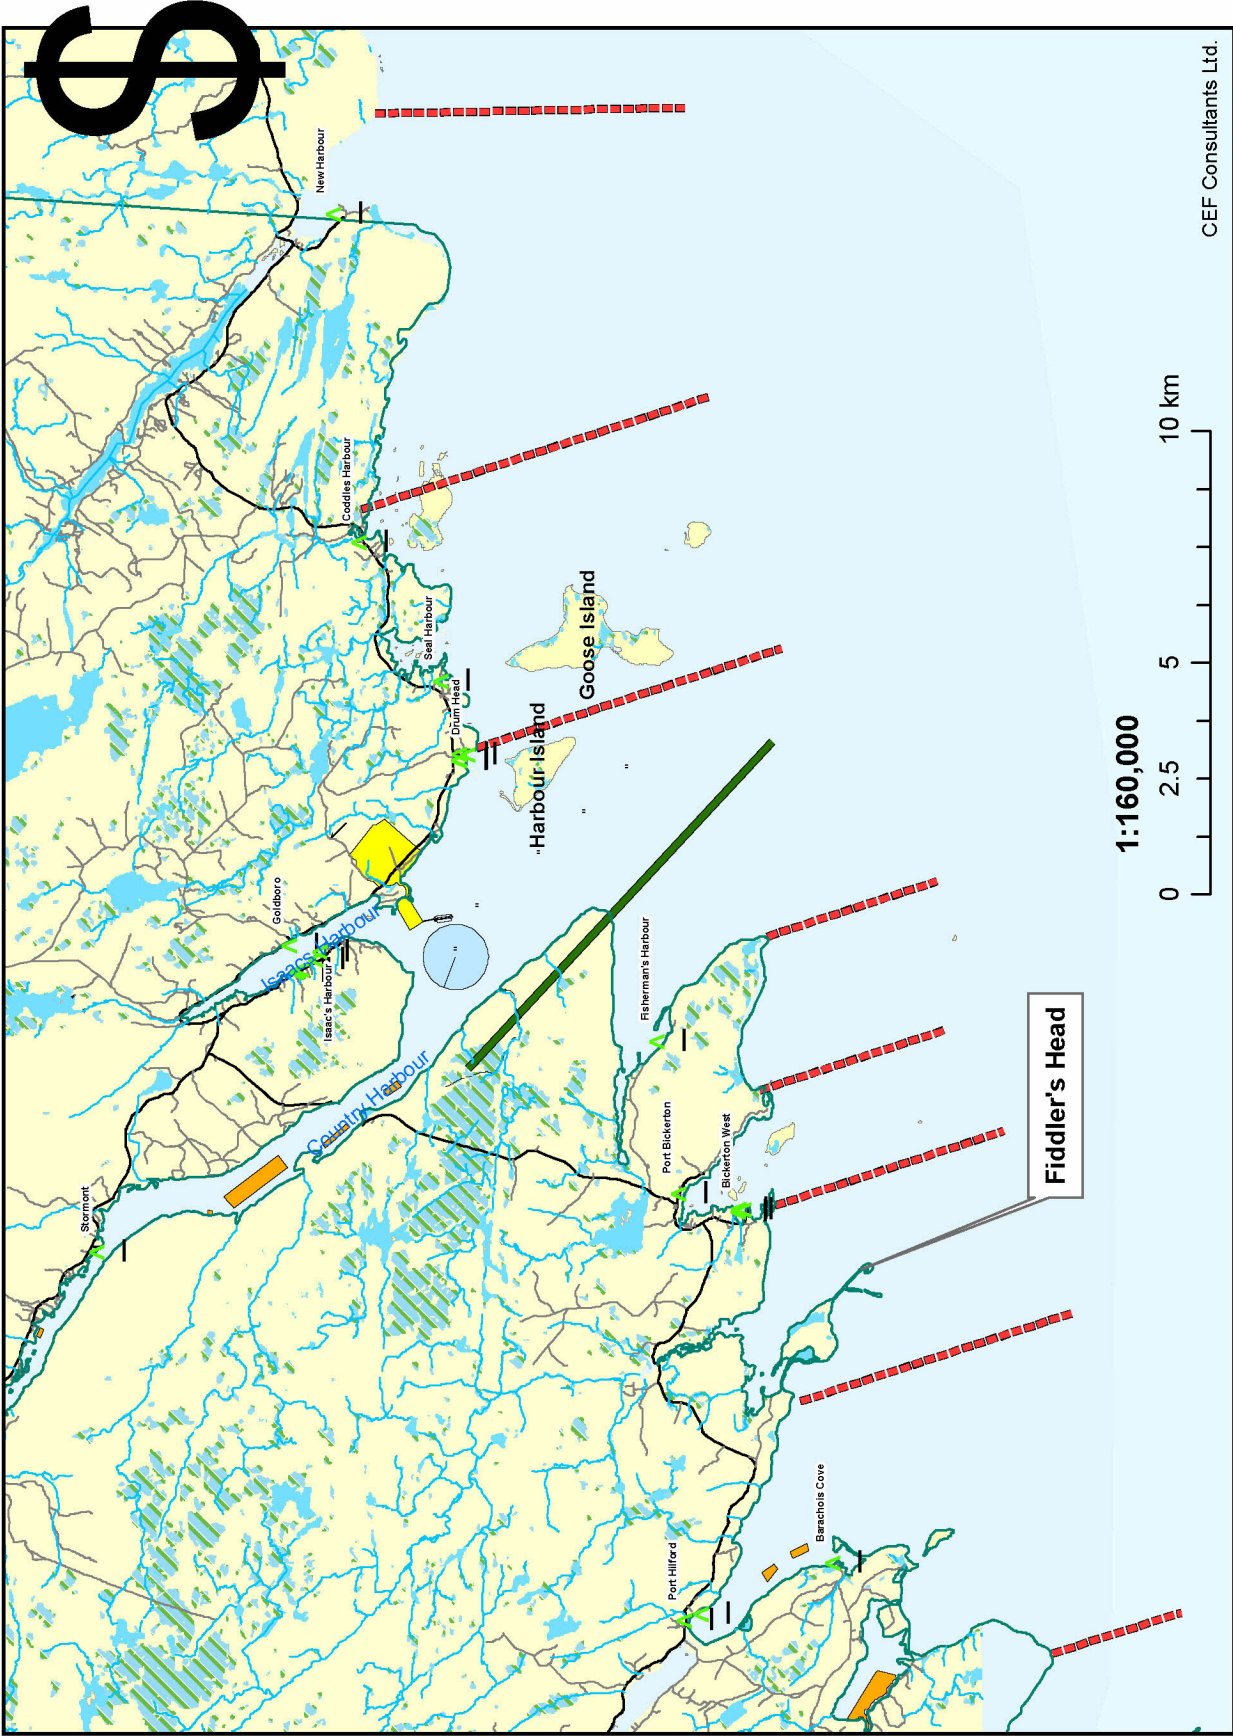 $
New Harbour
Coddles Harbour
Seal Harbour
Drum Head
Goose Island
Harbour Island
Goldboro
Isaacs Harbour
Isaac's Harbour
Country Harbour
Stormont
Fisherman's Harbour
Port Bickerton
Bickerton West
Fiddler's Head
Port Hilford
Barachois Cove
1:160,000
0 2.5 5 10 km
CEF Consultants Ltd.